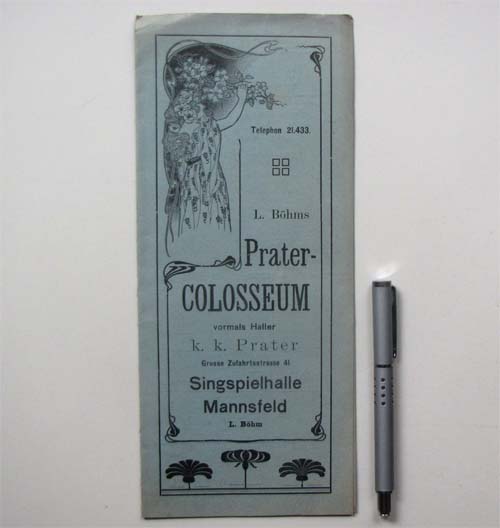 Telephon 21.433.
L. Böhms
Prater-
COLOSSEUM
vormals Haller
k. k. Prater
Grosse Zufahrtsstrasse 41
Singspielhalle
Mannsfeld
L. Böhm